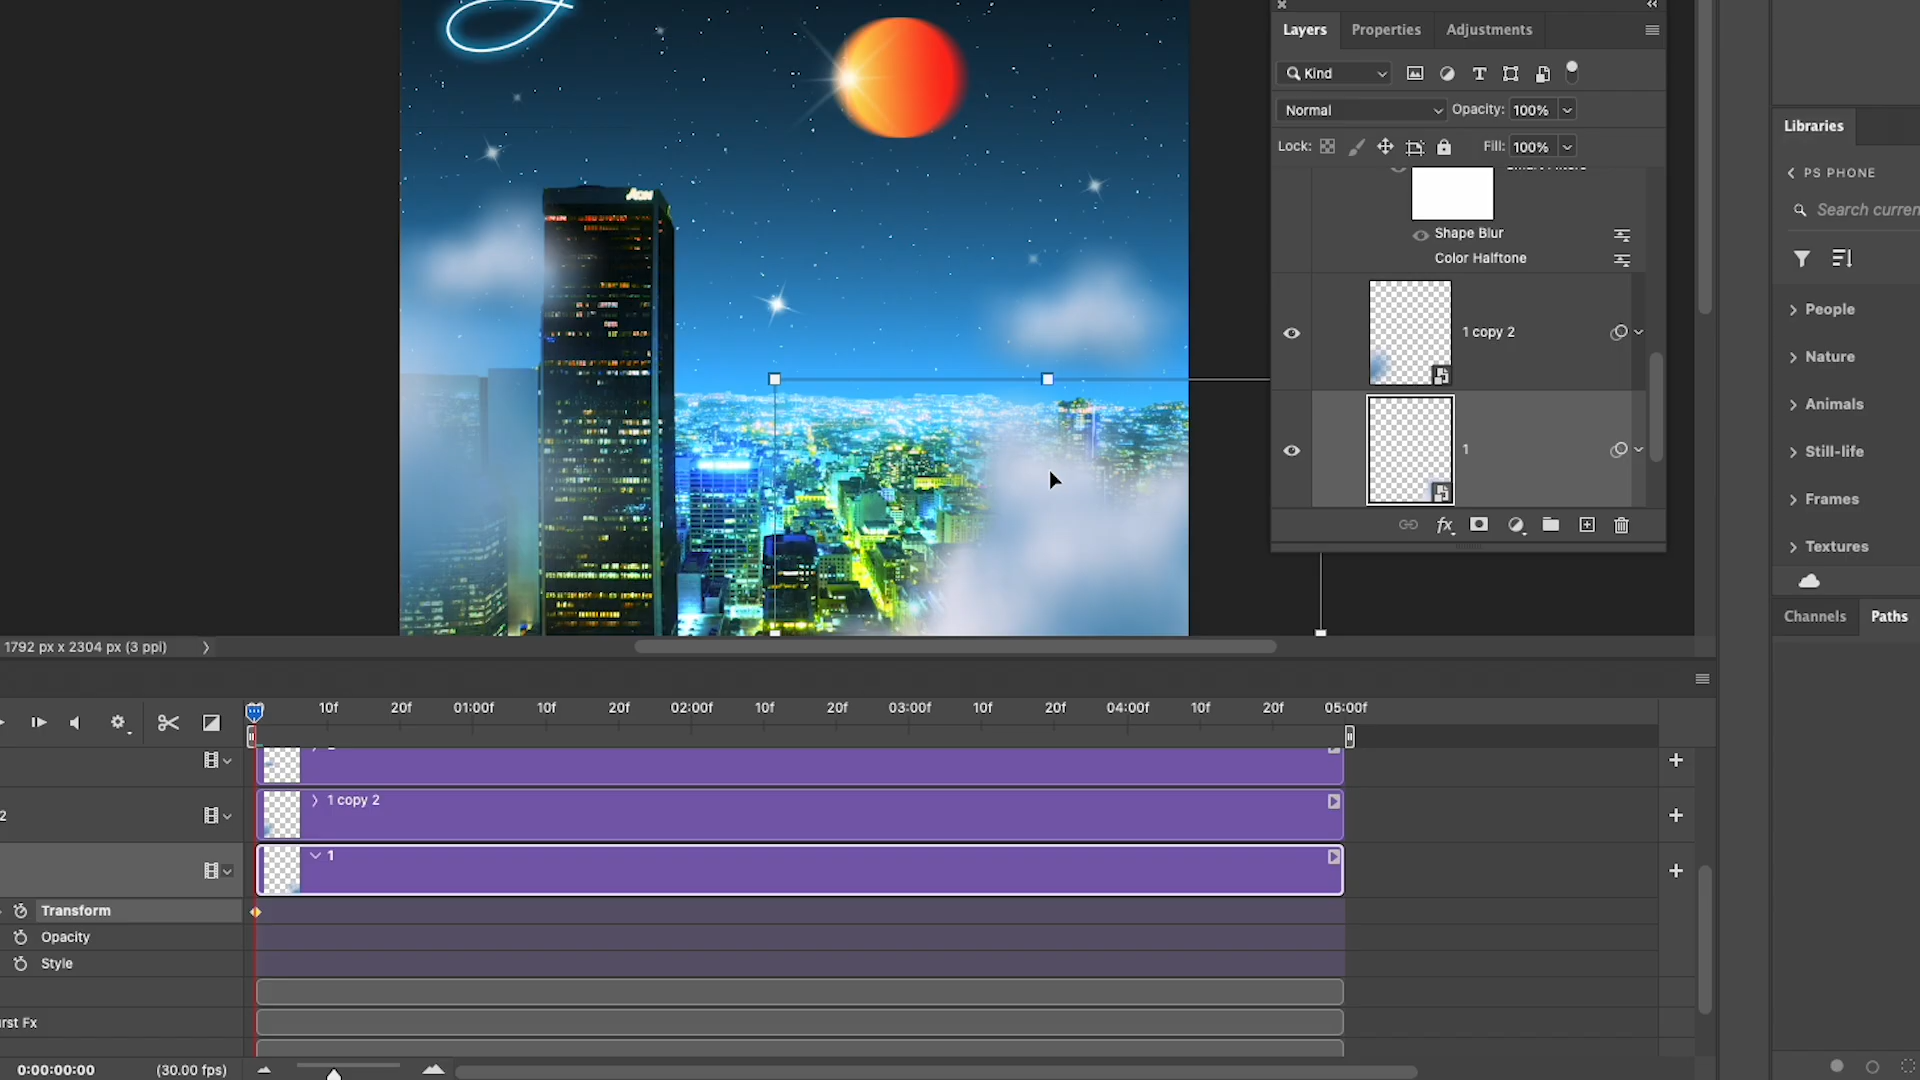 Layers Properties Adjustments
Kind
Normal Opacity: 100%
Lock: Fill: 100%
Shape Blur
Color Halftone
1 copy 2
1
fx
Libraries
PS PHONE
Search curren
People
Nature
Animals
Still-life
Frames
Textures
Channels Paths
AON
1792 px x 2304 px (3 ppi)
10f 20f 01:00f 10f 20f 02:00f 10f 20f 03:00f 10f 20f 04:00f 10f 20f 05:00f
2 1 copy 2
1
Transform
Opacity
Style
rst Fx
0:00:00:00 (30.00 fps)